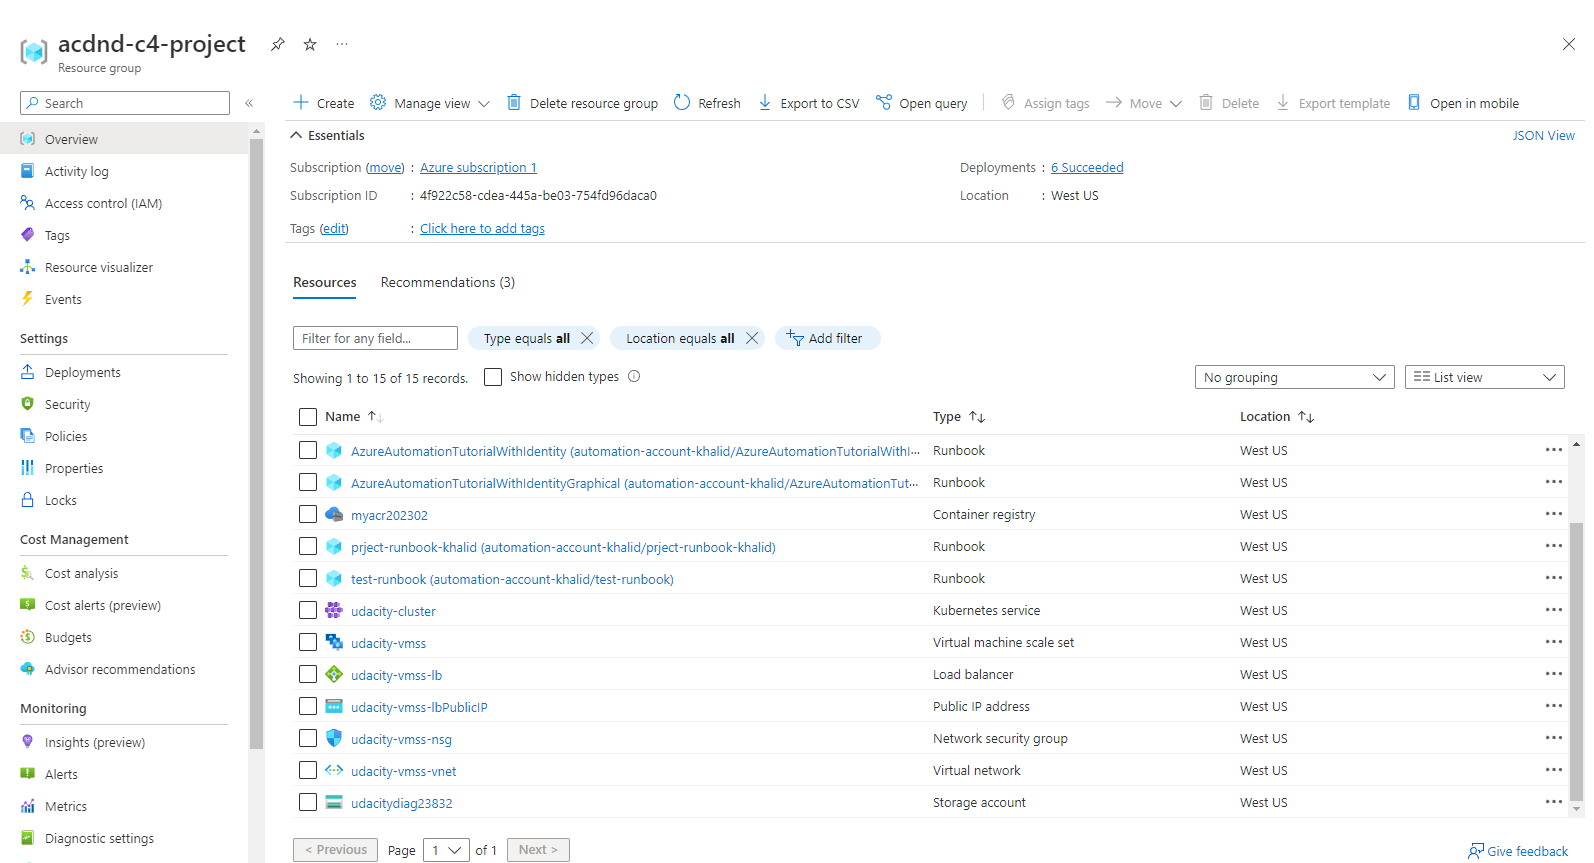 acdnd-c4-project
Resource group
Search
Create Manage view Delete resource group Refresh Export to CSV Open query Assign tags Move Delete Export template Open in mobile
Overview
Activity log
Access control (IAM)
Tags
Resource visualizer
Events
Settings
Deployments
Security
Policies
Properties
Locks
Cost Management
Cost analysis
Cost alerts (preview)
Budgets
Advisor recommendations
Monitoring
Insights (preview)
Alerts
Metrics
Diagnostic settings
Essentials JSON View
Subscription (move) : Azure subscription 1 Deployments : 6 Succeeded
Subscription ID : 4f922c58-cdea-445a-be03-754fd96daca0 Location : West US
Tags (edit) : Click here to add tags
Resources Recommendations (3)
Filter for any field... Type equals all Location equals all Add filter
Showing 1 to 15 of 15 records. Show hidden types No grouping List view
Name Type Location
AzureAutomationTutorialWithIdentity (automation-account-khalid/AzureAutomationTutorialWithI... Runbook West US
AzureAutomationTutorialWithIdentityGraphical (automation-account-khalid/AzureAutomationTut... Runbook West US
myacr202302 Container registry West US
prject-runbook-khalid (automation-account-khalid/prject-runbook-khalid) Runbook West US
test-runbook (automation-account-khalid/test-runbook) Runbook West US
udacity-cluster Kubernetes service West US
udacity-vmss Virtual machine scale set West US
udacity-vmss-lb Load balancer West US
udacity-vmss-lbPublicIP Public IP address West US
udacity-vmss-nsg Network security group West US
udacity-vmss-vnet Virtual network West US
udacitydiag23832 Storage account West US
< Previous Page 1 of 1 Next >
Give feedback